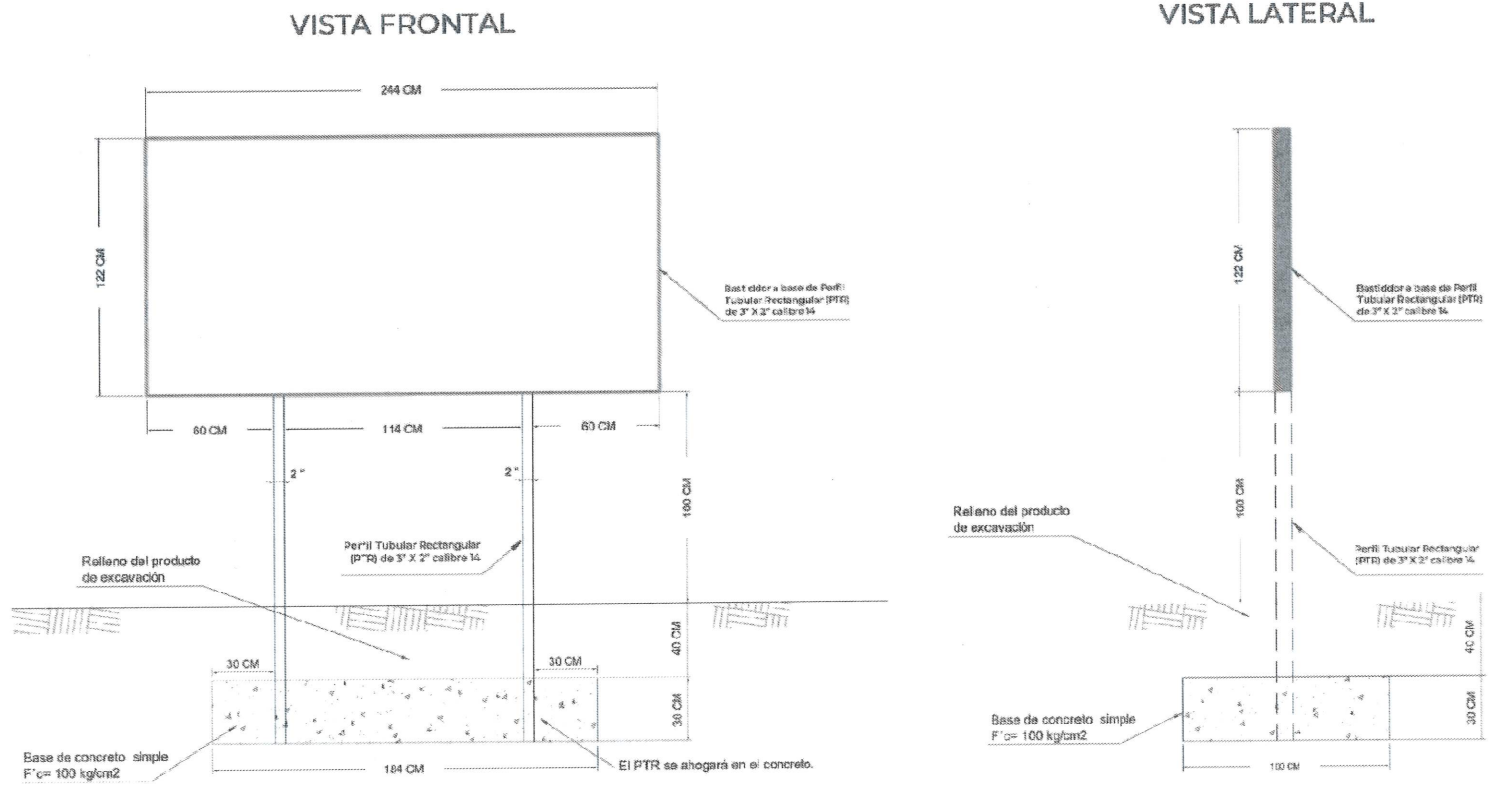 VISTA FRONTAL
244 CM
122 CM
Bastidor a base de Perfil
Tubular Rectangular (PTR)
de 3" X 2" calibre 14
60 CM
114 CM
60 CM
2"
2"
100 CM
Perfil Tubular Rectangular
(PTR) de 3" X 2" calibre 14
Relleno del producto
de excavación
40 CM
30 CM
30 CM
30 CM
Base de concreto simple
F'c= 100 kg/cm2
184 CM
El PTR se ahogará en el concreto.
VISTA LATERAL
122 CM
Bastiddor a base de Perfil
Tubular Rectangular (PTR)
de 3" X 2" calibre 14
100 CM
Relleno del producto
de excavación
Perfil Tubular Rectangular
(PTR) de 3" X 2" calibre 14
40 CM
30 CM
Base de concreto simple
F'c= 100 kg/cm2
100 CM